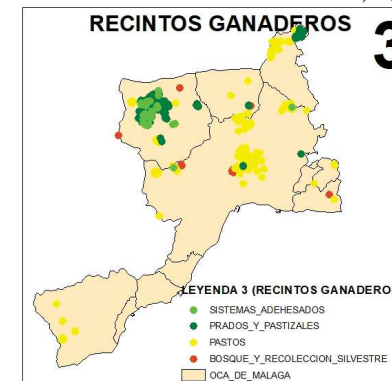 RECINTOS GANADEROS
3
LEYENDA 3 (RECINTOS GANADERO
SISTEMAS_ADEHESADOS
PRADOS_Y_PASTIZALES
PASTOS
BOSQUE_Y_RECOLECCION_SILVESTRE
OCA_DE_MALAGA